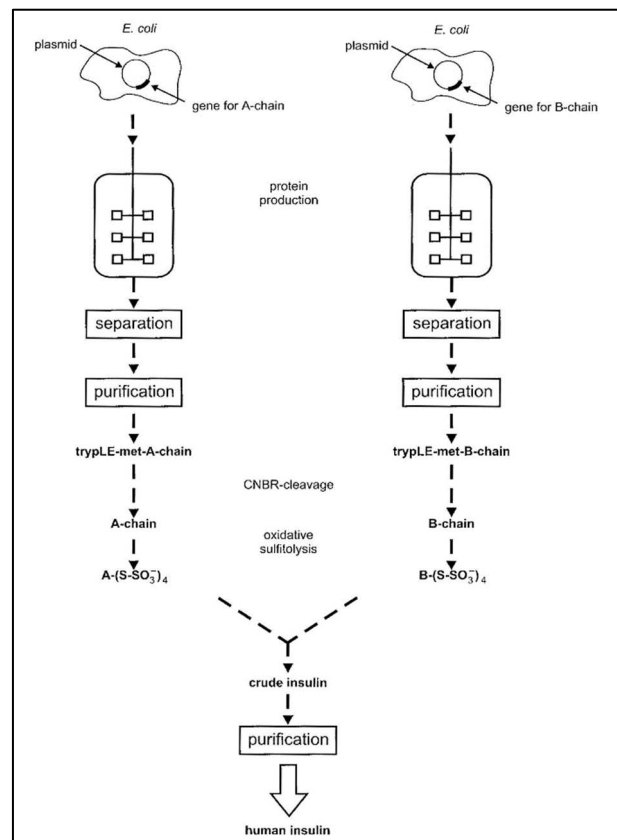 E. coli
plasmid
gene for A-chain
E. coli
plasmid
gene for B-chain
protein
production
separation
separation
purification
purification
trypLE-met-A-chain
trypLE-met-B-chain
CNBR-cleavage
A-chain
B-chain
oxidative
sulfitolysis
A-(S-SO₃⁻)₄
B-(S-SO₃⁻)₄
crude insulin
purification
human insulin